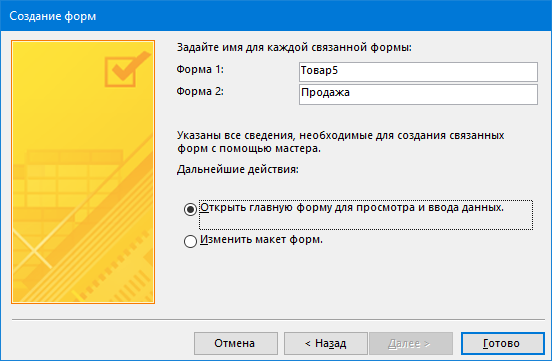 Создание форм
Задайте имя для каждой связанной формы:
Форма 1:
Товар5
Форма 2:
Продажа
Указаны все сведения, необходимые для создания связанных
форм с помощью мастера.
Дальнейшие действия:
Открыть главную форму для просмотра и ввода данных.
Изменить макет форм.
Отмена
< Назад
Далее >
Готово